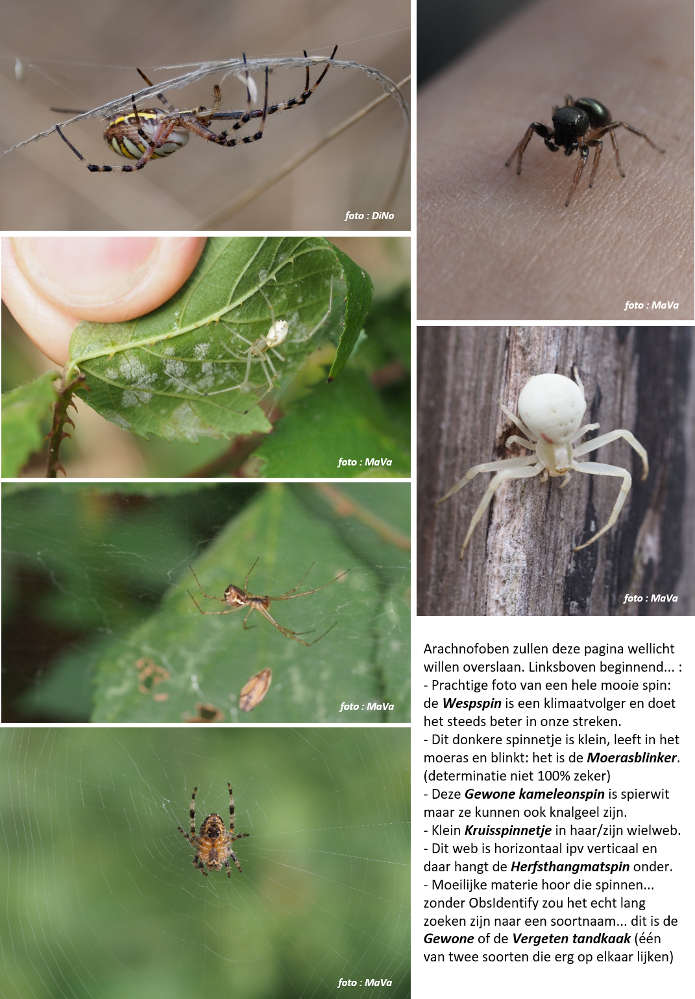 foto : DiNo
foto : MaVa
foto : MaVa
foto : MaVa
foto : MaVa
foto : MaVa
Arachnofoben zullen deze pagina wellicht
willen overslaan. Linksboven beginnend... :
- Prachtige foto van een hele mooie spin:
de Wespspin is een klimaatvolger en doet
het steeds beter in onze streken.
- Dit donkere spinnetje is klein, leeft in het
moeras en blinkt: het is de Moerasblinker.
(determinatie niet 100% zeker)
- Deze Gewone kameleonspin is spierwit
maar ze kunnen ook knalgeel zijn.
- Klein Kruisspinnetje in haar/zijn wielweb.
- Dit web is horizontaal ipv verticaal en
daar hangt de Herfsthangmatspin onder.
- Moeilijke materie hoor die spinnen...
zonder ObsIdentify zou het echt lang
zoeken zijn naar een soortnaam... dit is de
Gewone of de Vergeten tandkaak (één
van twee soorten die erg op elkaar lijken)